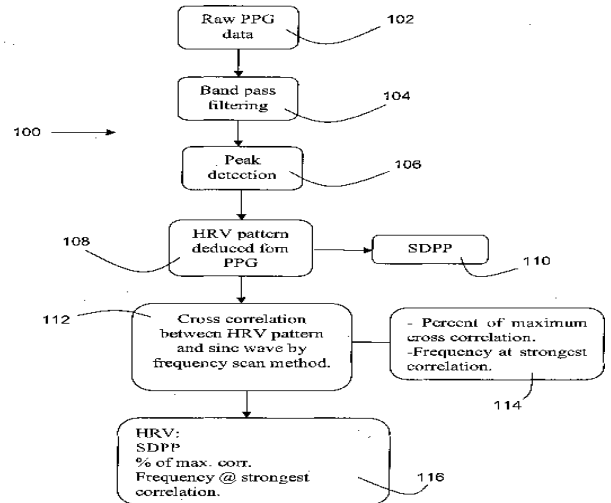 Raw PPG
data
102
Band pass
filtering
104
100
Peak
detection
106
HRV pattern
deduced fom
PPG
108
SDPP
110
112
Cross correlation
between HRV pattern
and sine wave by
frequency scan method.
- Percent of maximum
cross correlation.
-Frequency at strongest
correlation.
114
HRV:
SDPP
% of max. corr.
Frequency @ strongest
correlation.
116